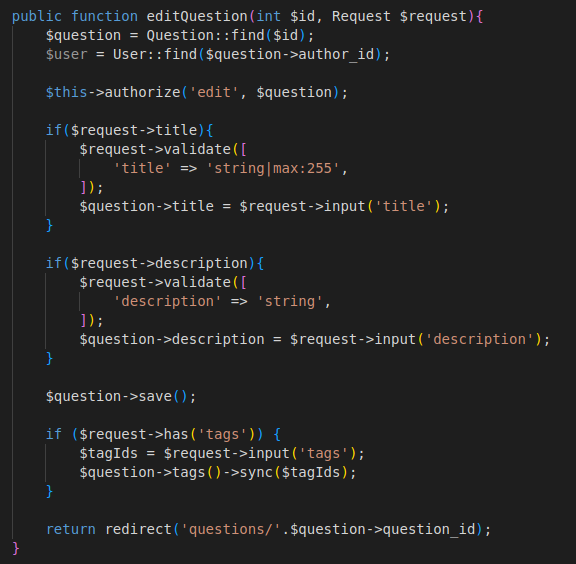 public function editQuestion(int $id, Request $request){
$question = Question::find($id);
$user = User::find($question->author_id);
$this->authorize('edit', $question);
if($request->title){
$request->validate([
'title' => 'string|max:255',
]);
$question->title = $request->input('title');
}
if($request->description){
$request->validate([
'description' => 'string',
]);
$question->description = $request->input('description');
}
$question->save();
if ($request->has('tags')) {
$tagIds = $request->input('tags');
$question->tags()->sync($tagIds);
}
return redirect('questions/'.$question->question_id);
}